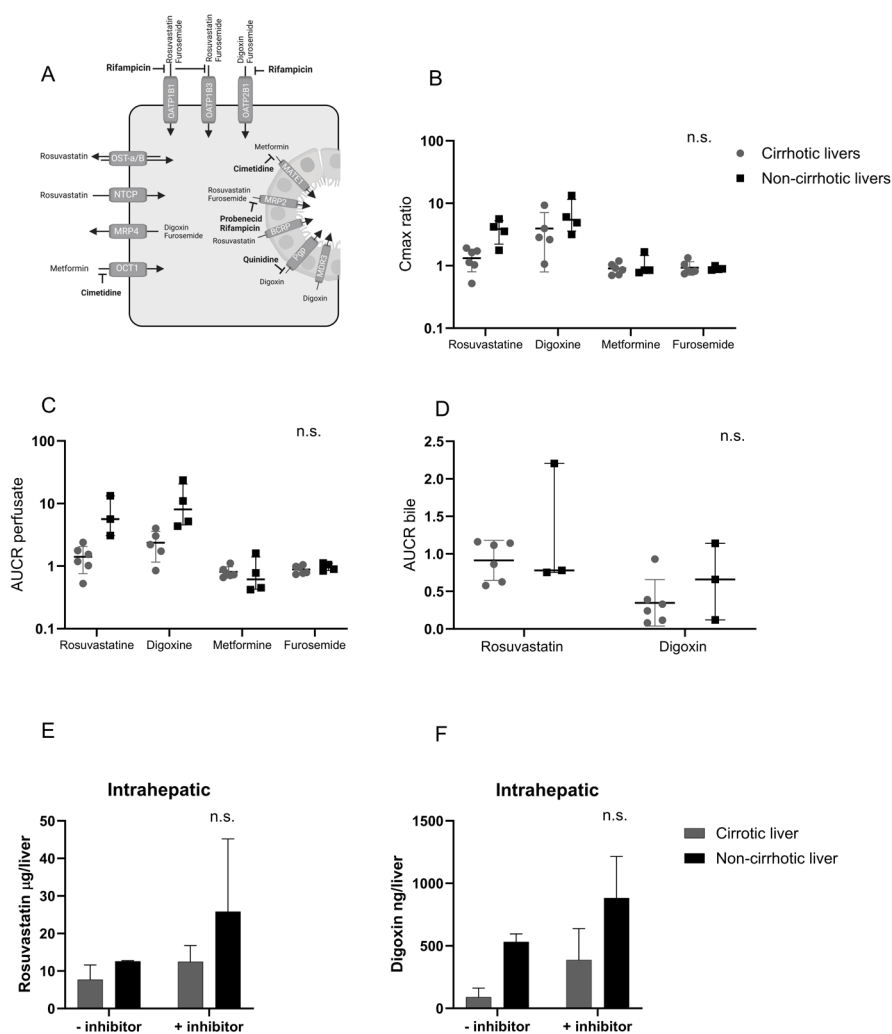 A
Rosuvastatin
Furosemide
Rosuvastatin
Furosemide
Digoxin
Furosemide
Rifampicin
Rifampicin
OATP1B1
OATP1B3
OATP2B1
Rosuvastatin
OST-a/B
Rosuvastatin
NTCP
MRP4
Digoxin
Furosemide
Metformin
OCT1
Cimetidine
Metformin
Cimetidine
MATE1
Rosuvastatin
Furosemide
MRP2
Probenecid
Rifampicin
Rosuvastatin
BCRP
Quinidine
Pgp
Digoxin
MDR3
Digoxin
B
n.s.
Cirrhotic livers
Non-cirrhotic livers
Cmax ratio
100
10
1
0.1
Rosuvastatine
Digoxine
Metformine
Furosemide
C
n.s.
AUCR perfusate
100
10
1
0.1
Rosuvastatine
Digoxine
Metformine
Furosemide
D
n.s.
AUCR bile
2.5
2.0
1.5
1.0
0.5
0.0
Rosuvastatin
Digoxin
E
Intrahepatic
n.s.
Rosuvastatin μg/liver
50
40
30
20
10
0
- inhibitor
+ inhibitor
F
Intrahepatic
n.s.
Digoxin ng/liver
1500
1000
500
0
- inhibitor
+ inhibitor
Cirrotic liver
Non-cirrhotic liver